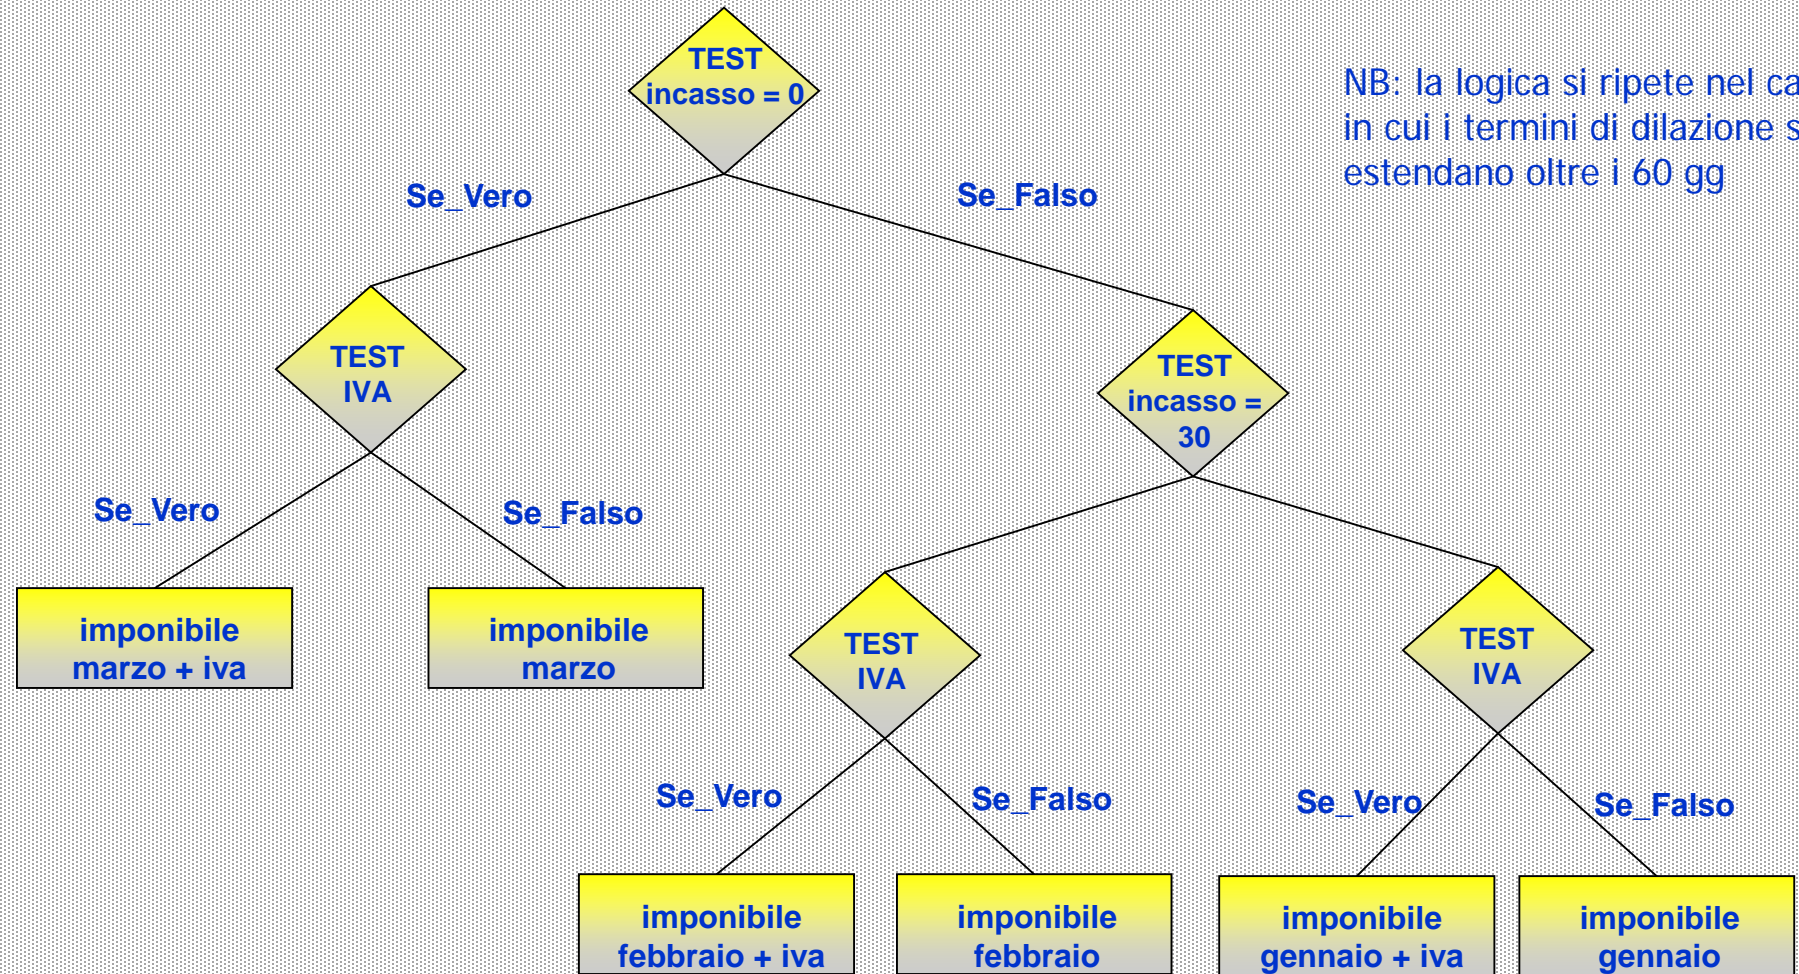 TEST
incasso = 0
NB: la logica si ripete nel
in cui i termini di dilazione
estendano oltre i 60 gg
Se_Vero
Se_Falso
TEST
IVA
TEST
incasso =
30
Se_Vero
Se_Falso
imponibile
marzo + iva
imponibile
marzo
TEST
IVA
TEST
IVA
Se_Vero
Se_Falso
Se_Vero
Se_Falso
imponibile
febbraio + iva
imponibile
febbraio
imponibile
gennaio + iva
imponibile
gennaio